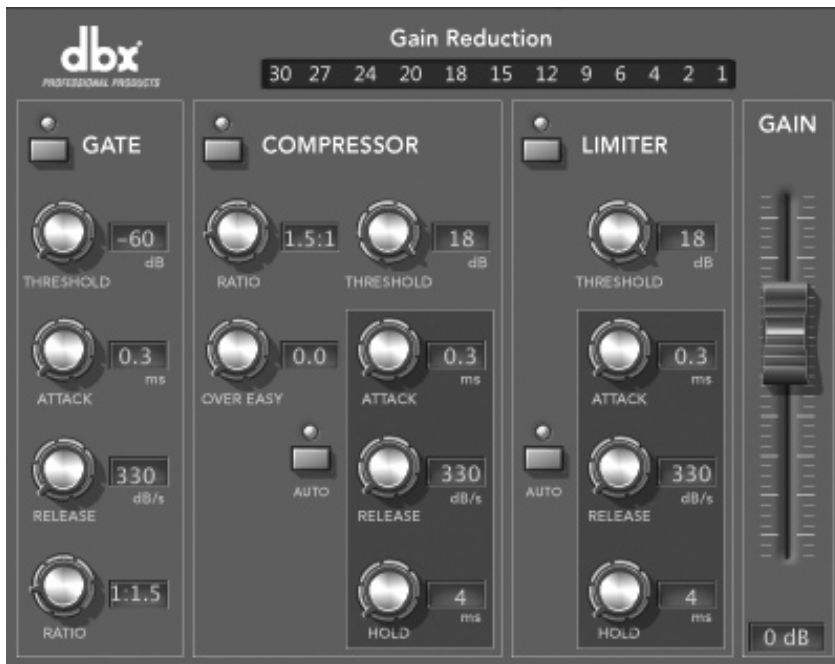 dbx
PROFESSIONAL PRODUCTS
Gain Reduction
30 27 24 20 18 15 12 9 6 4 2 1
GATE
-60
dB
THRESHOLD
0.3
ms
ATTACK
330
dB/s
RELEASE
1:1.5
RATIO
COMPRESSOR
1.5:1
RATIO
18
dB
THRESHOLD
0.0
OVER EASY
0.3
ms
ATTACK
AUTO
330
dB/s
RELEASE
4
ms
HOLD
LIMITER
18
dB
THRESHOLD
0.3
ms
ATTACK
AUTO
330
dB/s
RELEASE
4
ms
HOLD
GAIN
0 dB